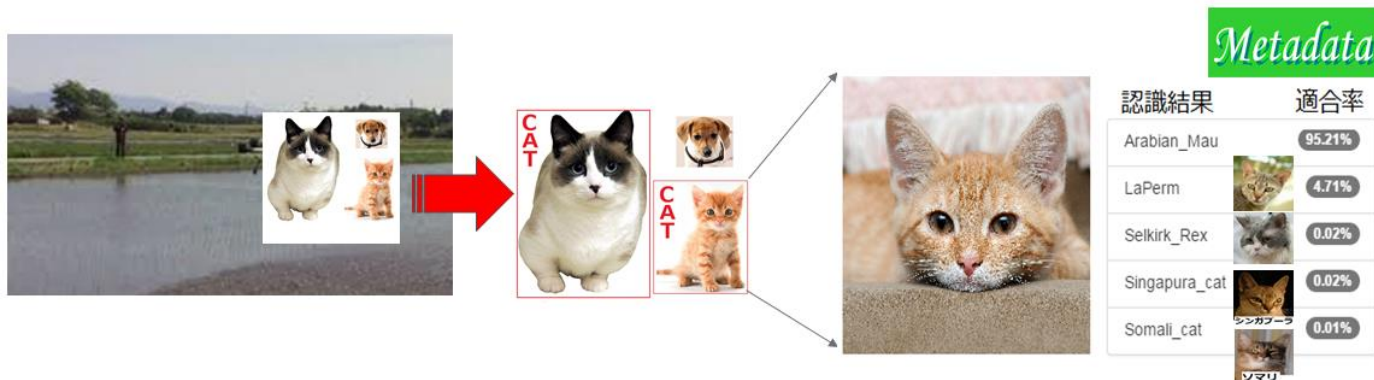 Metadata
認識結果 適合率
CAT
CAT
Arabian_Mau 95.21%
LaPerm 4.71%
Selkirk_Rex 0.02%
Singapura_cat 0.02%
シンガプーラ
Somali_cat 0.01%
ソマリ